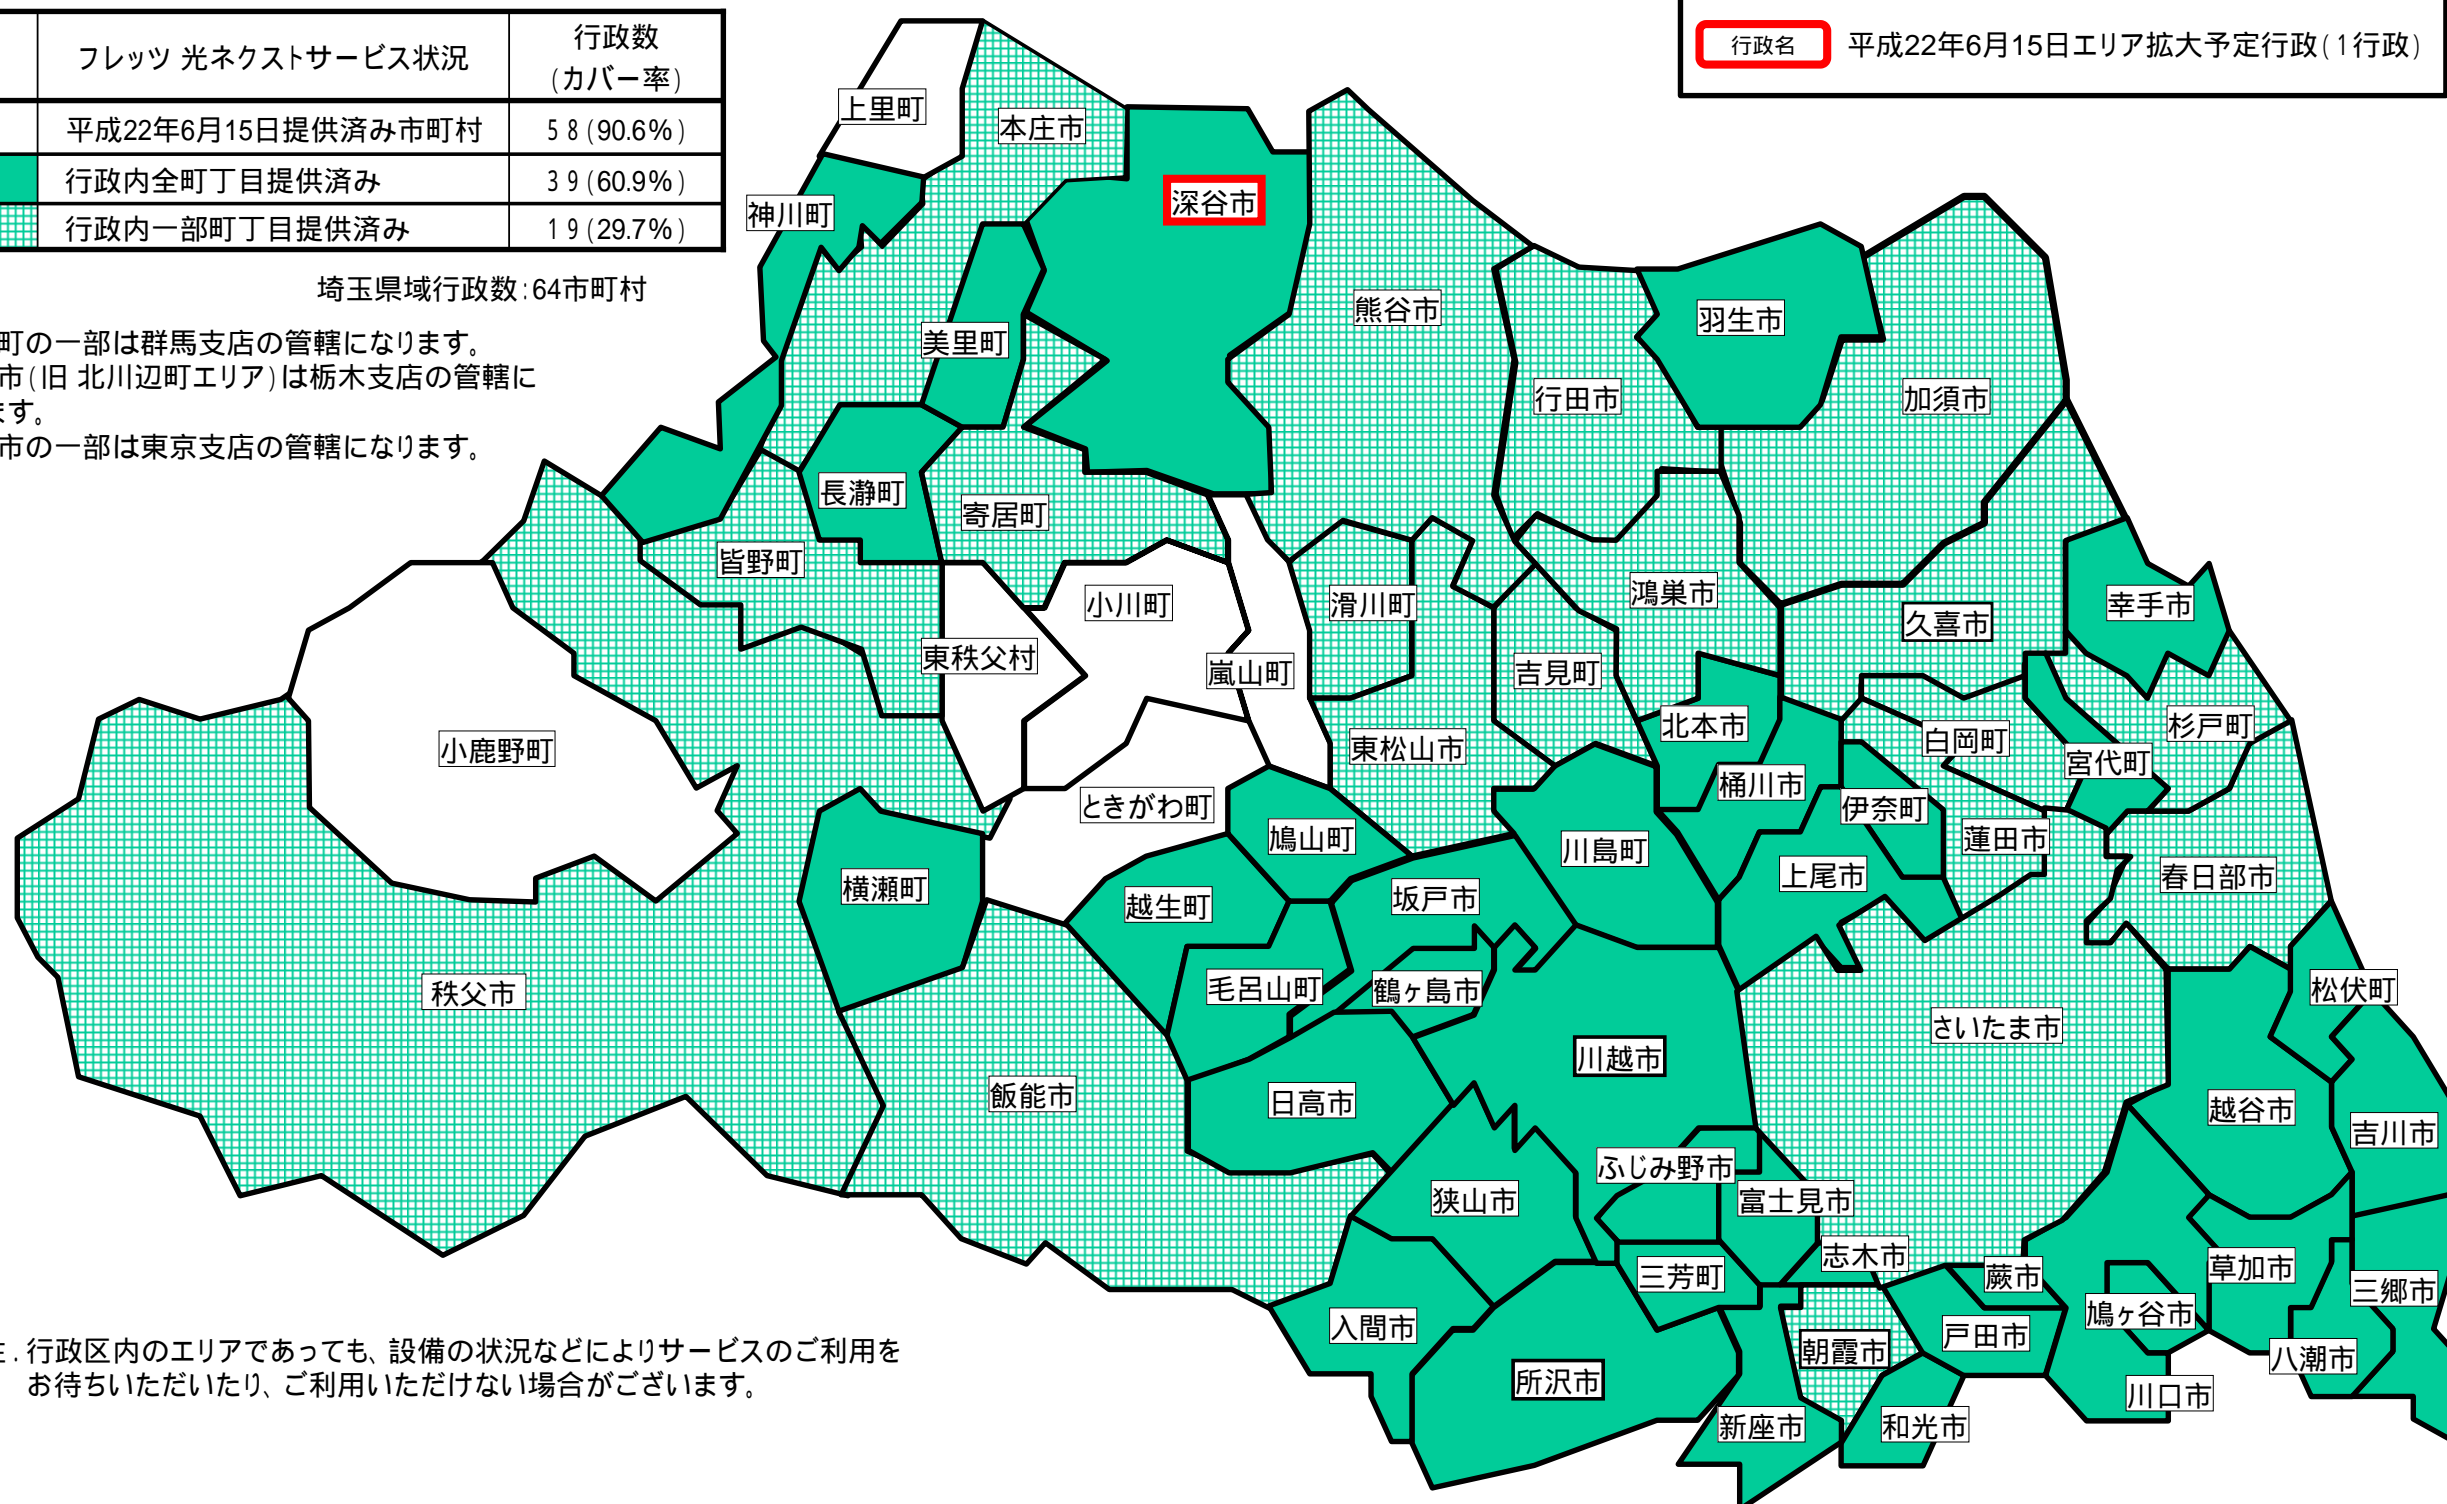 フレッツ 光ネクストサービス状況
行政数
(カバー率)
平成22年6月15日提供済み市町村
58(90.6%)
行政内全町丁目提供済み
39(60.9%)
行政内一部町丁目提供済み
19(29.7%)
行政名
平成22年6月15日エリア拡大予定行政(1行政)
埼玉県域行政数:64市町村
町の一部は群馬支店の管轄になります。
市(旧 北川辺町エリア)は栃木支店の管轄に
ます。
市の一部は東京支店の管轄になります。
上里町
本庄市
神川町
深谷市
熊谷市
羽生市
美里町
行田市
加須市
長瀞町
寄居町
皆野町
小川町
滑川町
鴻巣市
久喜市
幸手市
東秩父村
嵐山町
吉見町
小鹿野町
東松山市
北本市
白岡町
杉戸町
宮代町
桶川市
ときがわ町
伊奈町
鳩山町
川島町
蓮田市
横瀬町
越生町
坂戸市
上尾市
春日部市
秩父市
毛呂山町
鶴ヶ島市
松伏町
さいたま市
川越市
飯能市
日高市
越谷市
吉川市
ふじみ野市
狭山市
富士見市
志木市
三芳町
蕨市
草加市
三郷市
入間市
鳩ヶ谷市
戸田市
朝霞市
八潮市
所沢市
川口市
新座市
和光市
.行政区内のエリアであっても、設備の状況などによりサービスのご利用を
お待ちいただいたり、ご利用いただけない場合がございます。